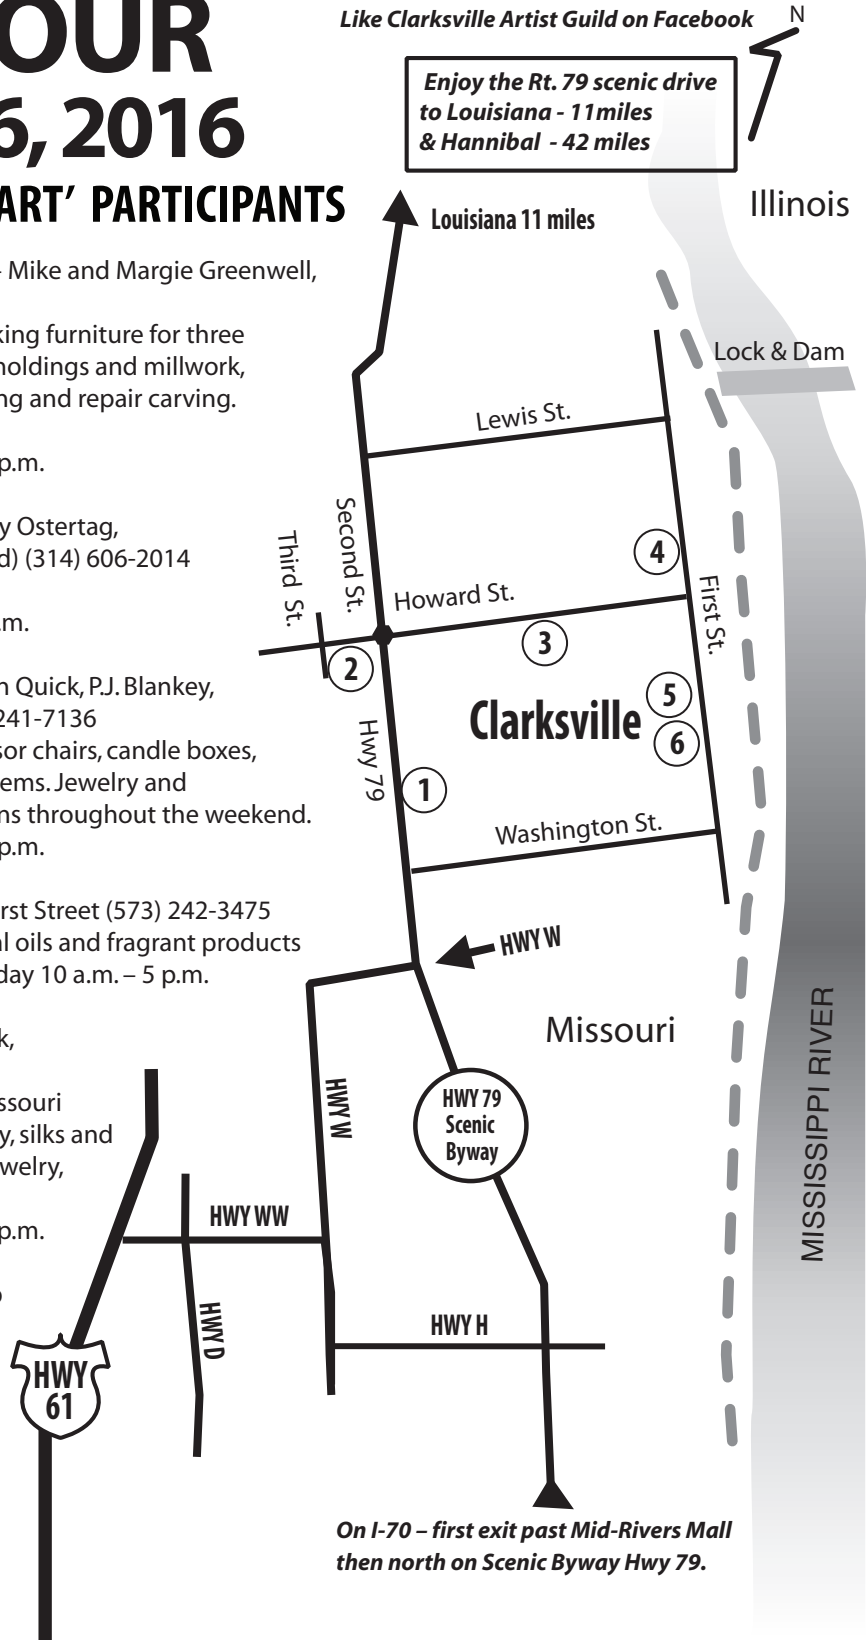 OUR
6, 2016
ART’ PARTICIPANTS
– Mike and Margie Greenwell,
king furniture for three
holdings and millwork,
ng and repair carving.
p.m.
y Ostertag,
d) (314) 606-2014
.m.
n Quick, P.J. Blankey,
241-7136
sor chairs, candle boxes,
ems. Jewelry and
ns throughout the weekend.
p.m.
rst Street (573) 242-3475
al oils and fragrant products
day 10 a.m. – 5 p.m.
k,
ssouri
y, silks and
welry,
p.m.
Like Clarksville Artist Guild on Facebook
N
Enjoy the Rt. 79 scenic drive
to Louisiana - 11miles
& Hannibal - 42 miles
Illinois
Louisiana 11 miles
Lock & Dam
Lewis St.
Second St.
Third St.
Howard St.
First St.
4
3
2
Clarksville
5
6
Hwy 79
1
Washington St.
HWY W
Missouri
MISSISSIPPI RIVER
HWY W
HWY 79
Scenic
Byway
HWY WW
HWY D
HWY H
HWY
61
On I-70 – first exit past Mid-Rivers Mall
then north on Scenic Byway Hwy 79.